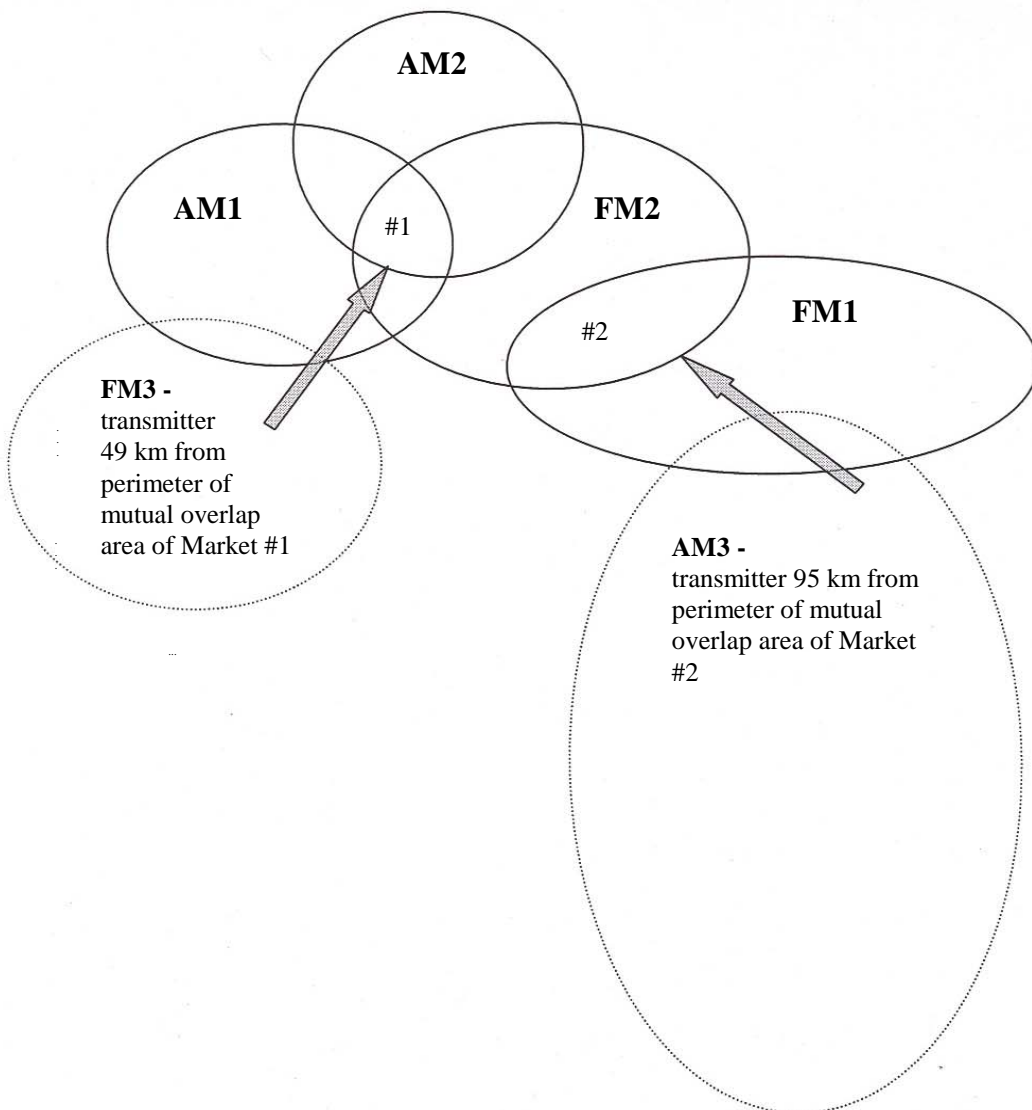 AM2
AM1
#1
FM2
#2
FM1
FM3 -
transmitter
49 km from
perimeter of
mutual overlap
area of Market #1
AM3 -
transmitter 95 km from
perimeter of mutual
overlap area of Market
#2